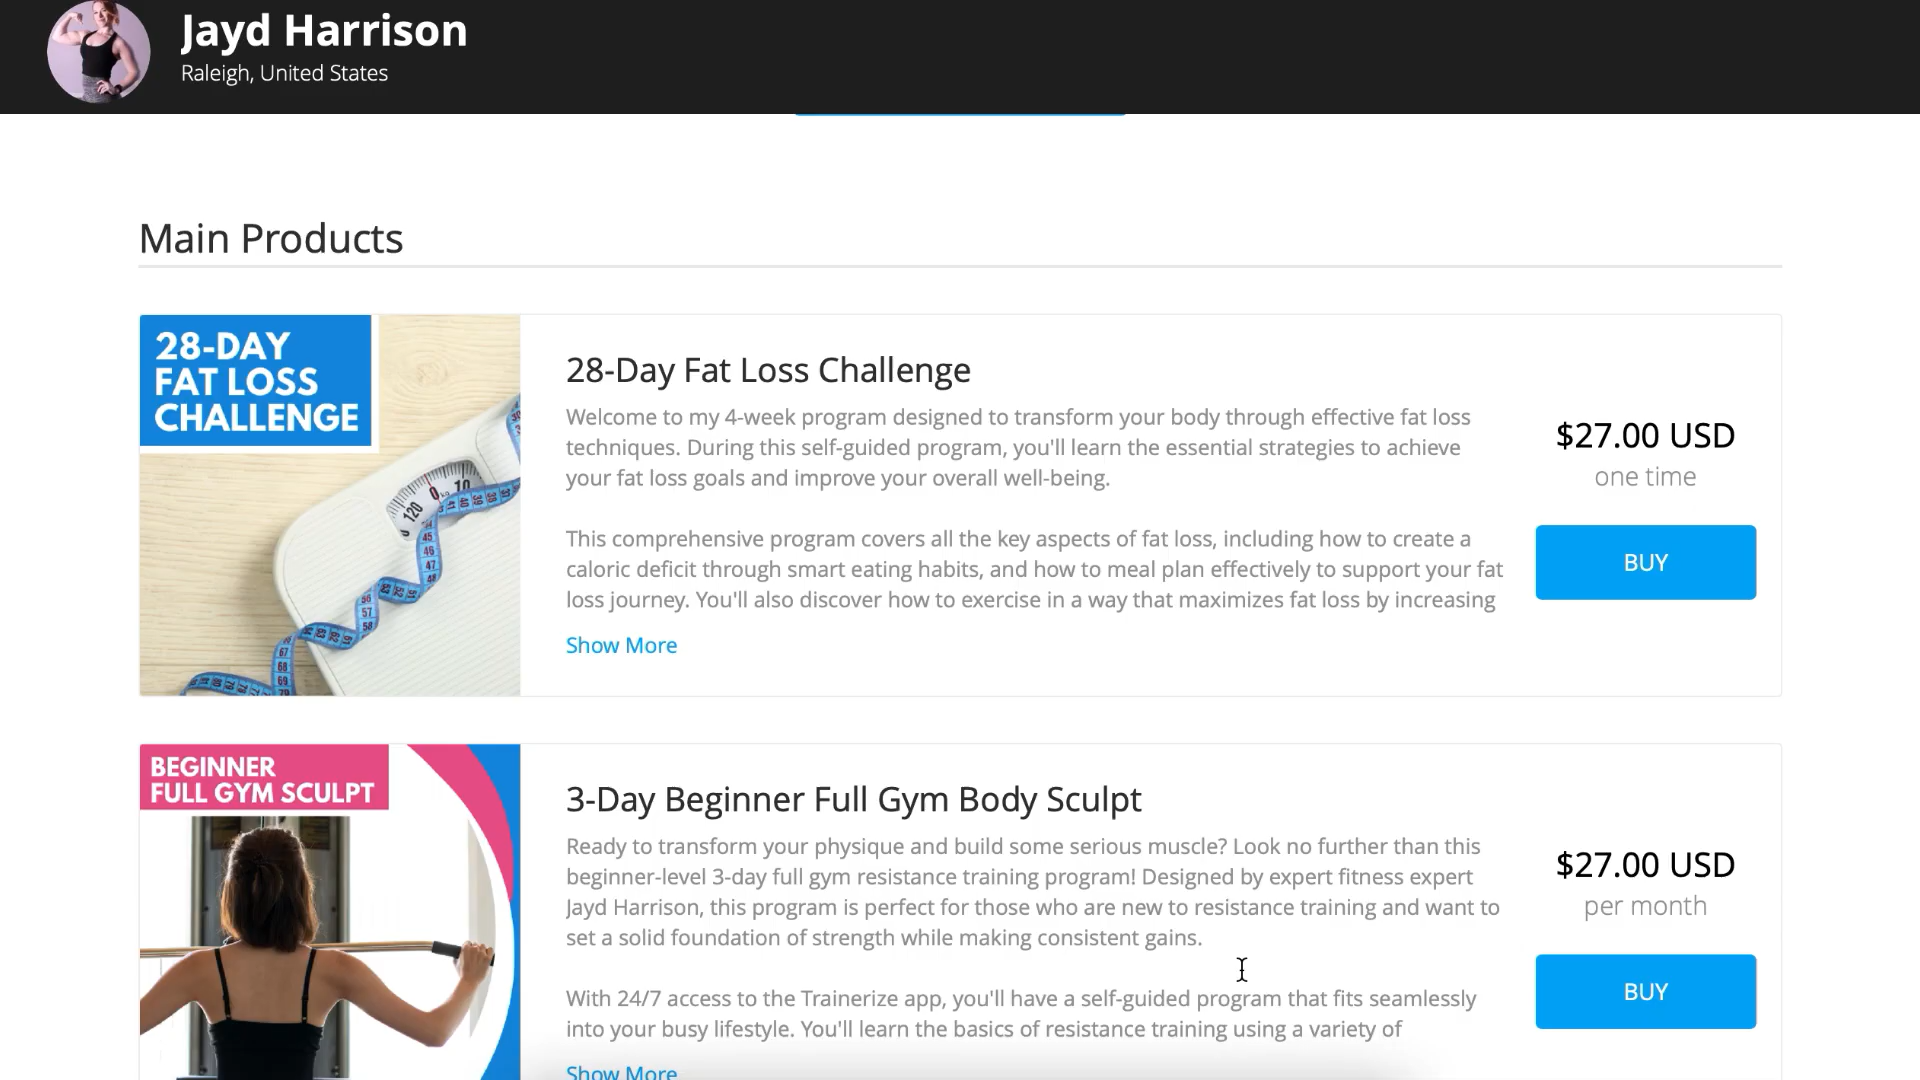 Jayd Harrison
Raleigh, United States
Main Products
28-DAY
FAT LOSS
CHALLENGE
28-Day Fat Loss Challenge
Welcome to my 4-week program designed to transform your body through effective fat loss
techniques. During this self-guided program, you'll learn the essential strategies to achieve
your fat loss goals and improve your overall well-being.
This comprehensive program covers all the key aspects of fat loss, including how to create a
caloric deficit through smart eating habits, and how to meal plan effectively to support your fat
loss journey. You'll also discover how to exercise in a way that maximizes fat loss by increasing
Show More
$27.00 USD
one time
BUY
BEGINNER
FULL GYM SCULPT
3-Day Beginner Full Gym Body Sculpt
Ready to transform your physique and build some serious muscle? Look no further than this
beginner-level 3-day full gym resistance training program! Designed by expert fitness expert
Jayd Harrison, this program is perfect for those who are new to resistance training and want to
set a solid foundation of strength while making consistent gains.
With 24/7 access to the Trainerize app, you'll have a self-guided program that fits seamlessly
into your busy lifestyle. You'll learn the basics of resistance training using a variety of
Show More
$27.00 USD
per month
BUY